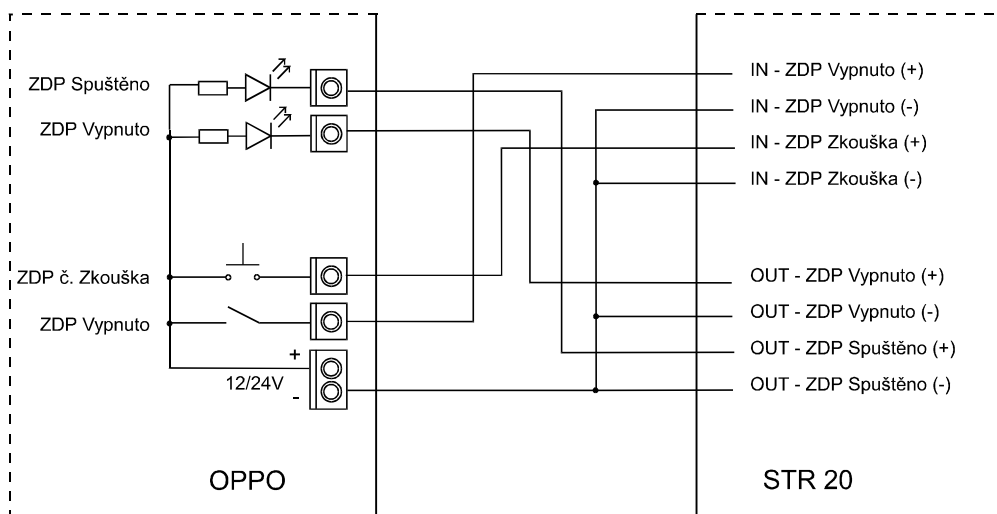 ZDP Spuštěno
ZDP Vypnuto
ZDP č. Zkouška
ZDP Vypnuto
+
12/24V
-
OPPO
IN - ZDP Vypnuto (+)
IN - ZDP Vypnuto (-)
IN - ZDP Zkouška (+)
IN - ZDP Zkouška (-)
OUT - ZDP Vypnuto (+)
OUT - ZDP Vypnuto (-)
OUT - ZDP Spuštěno (+)
OUT - ZDP Spuštěno (-)
STR 20